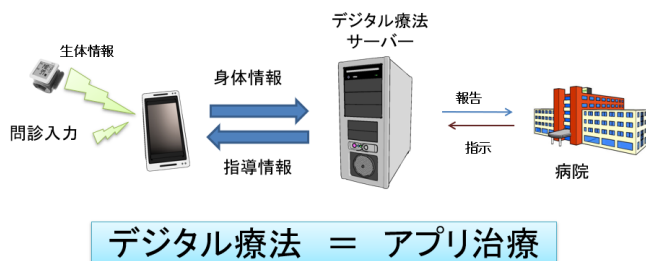 デジタル療法
サーバー
生体情報
身体情報
報告
問診入力
指導情報
指示
病院
デジタル療法 ＝ アプリ治療